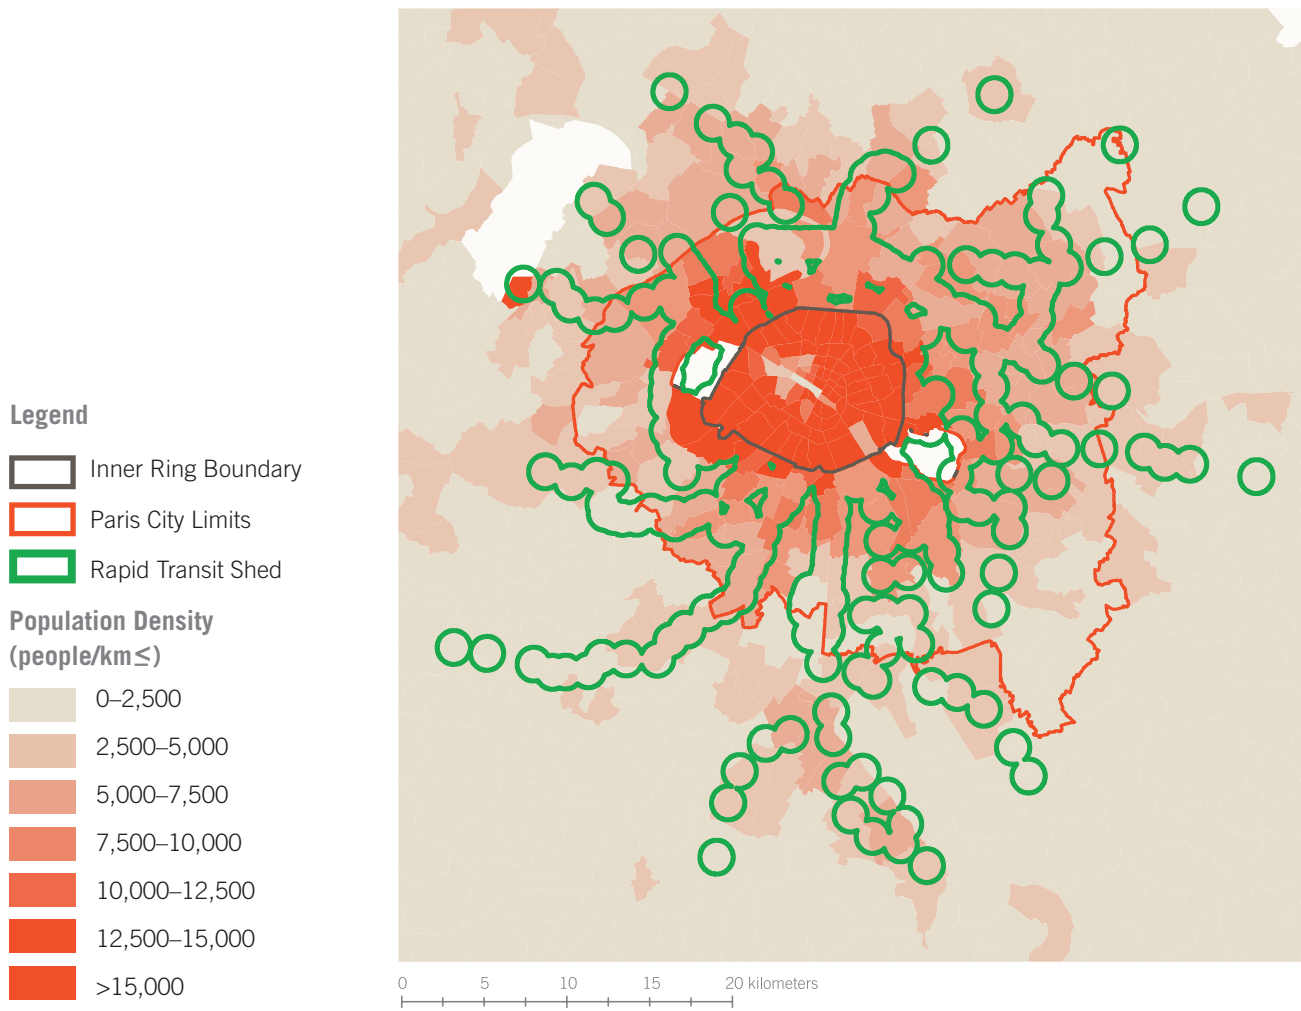 Legend
Inner Ring Boundary
Paris City Limits
Rapid Transit Shed
Population Density
(people/km≤)
0–2,500
2,500–5,000
5,000–7,500
7,500–10,000
10,000–12,500
12,500–15,000
>15,000
0 5 10 15 20 kilometers